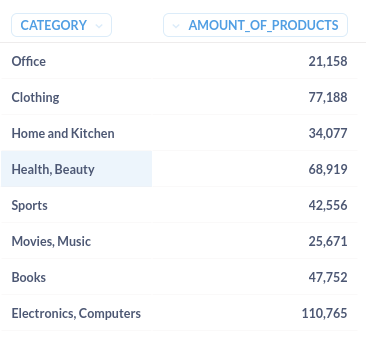 CATEGORY AMOUNT_OF_PRODUCTS
Office 21,158
Clothing 77,188
Home and Kitchen 34,077
Health, Beauty 68,919
Sports 42,556
Movies, Music 25,671
Books 47,752
Electronics, Computers 110,765